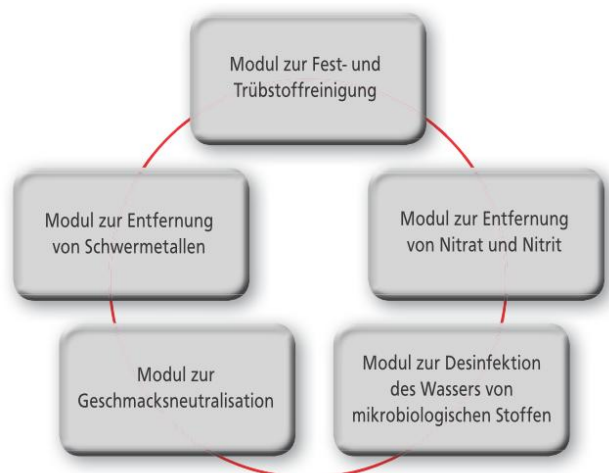 Modul zur Fest- und
Trübstoffreinigung
Modul zur Entfernung
von Schwermetallen
Modul zur Entfernung
von Nitrat und Nitrit
Modul zur
Geschmacksneutralisation
Modul zur Desinfektion
des Wassers von
mikrobiologischen Stoffen